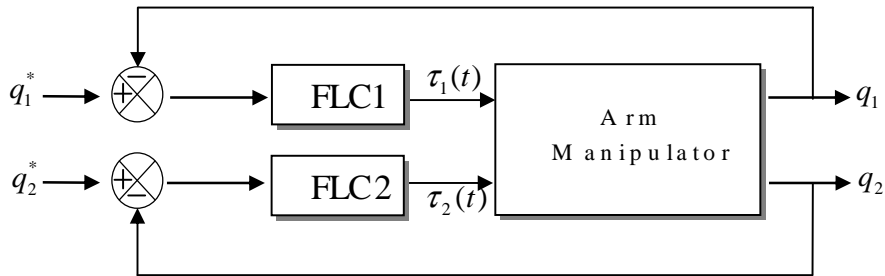 q₁* + − FLC1 τ₁(t) Arm q₁
Manipulator
q₂* + − FLC2 τ₂(t) q₂